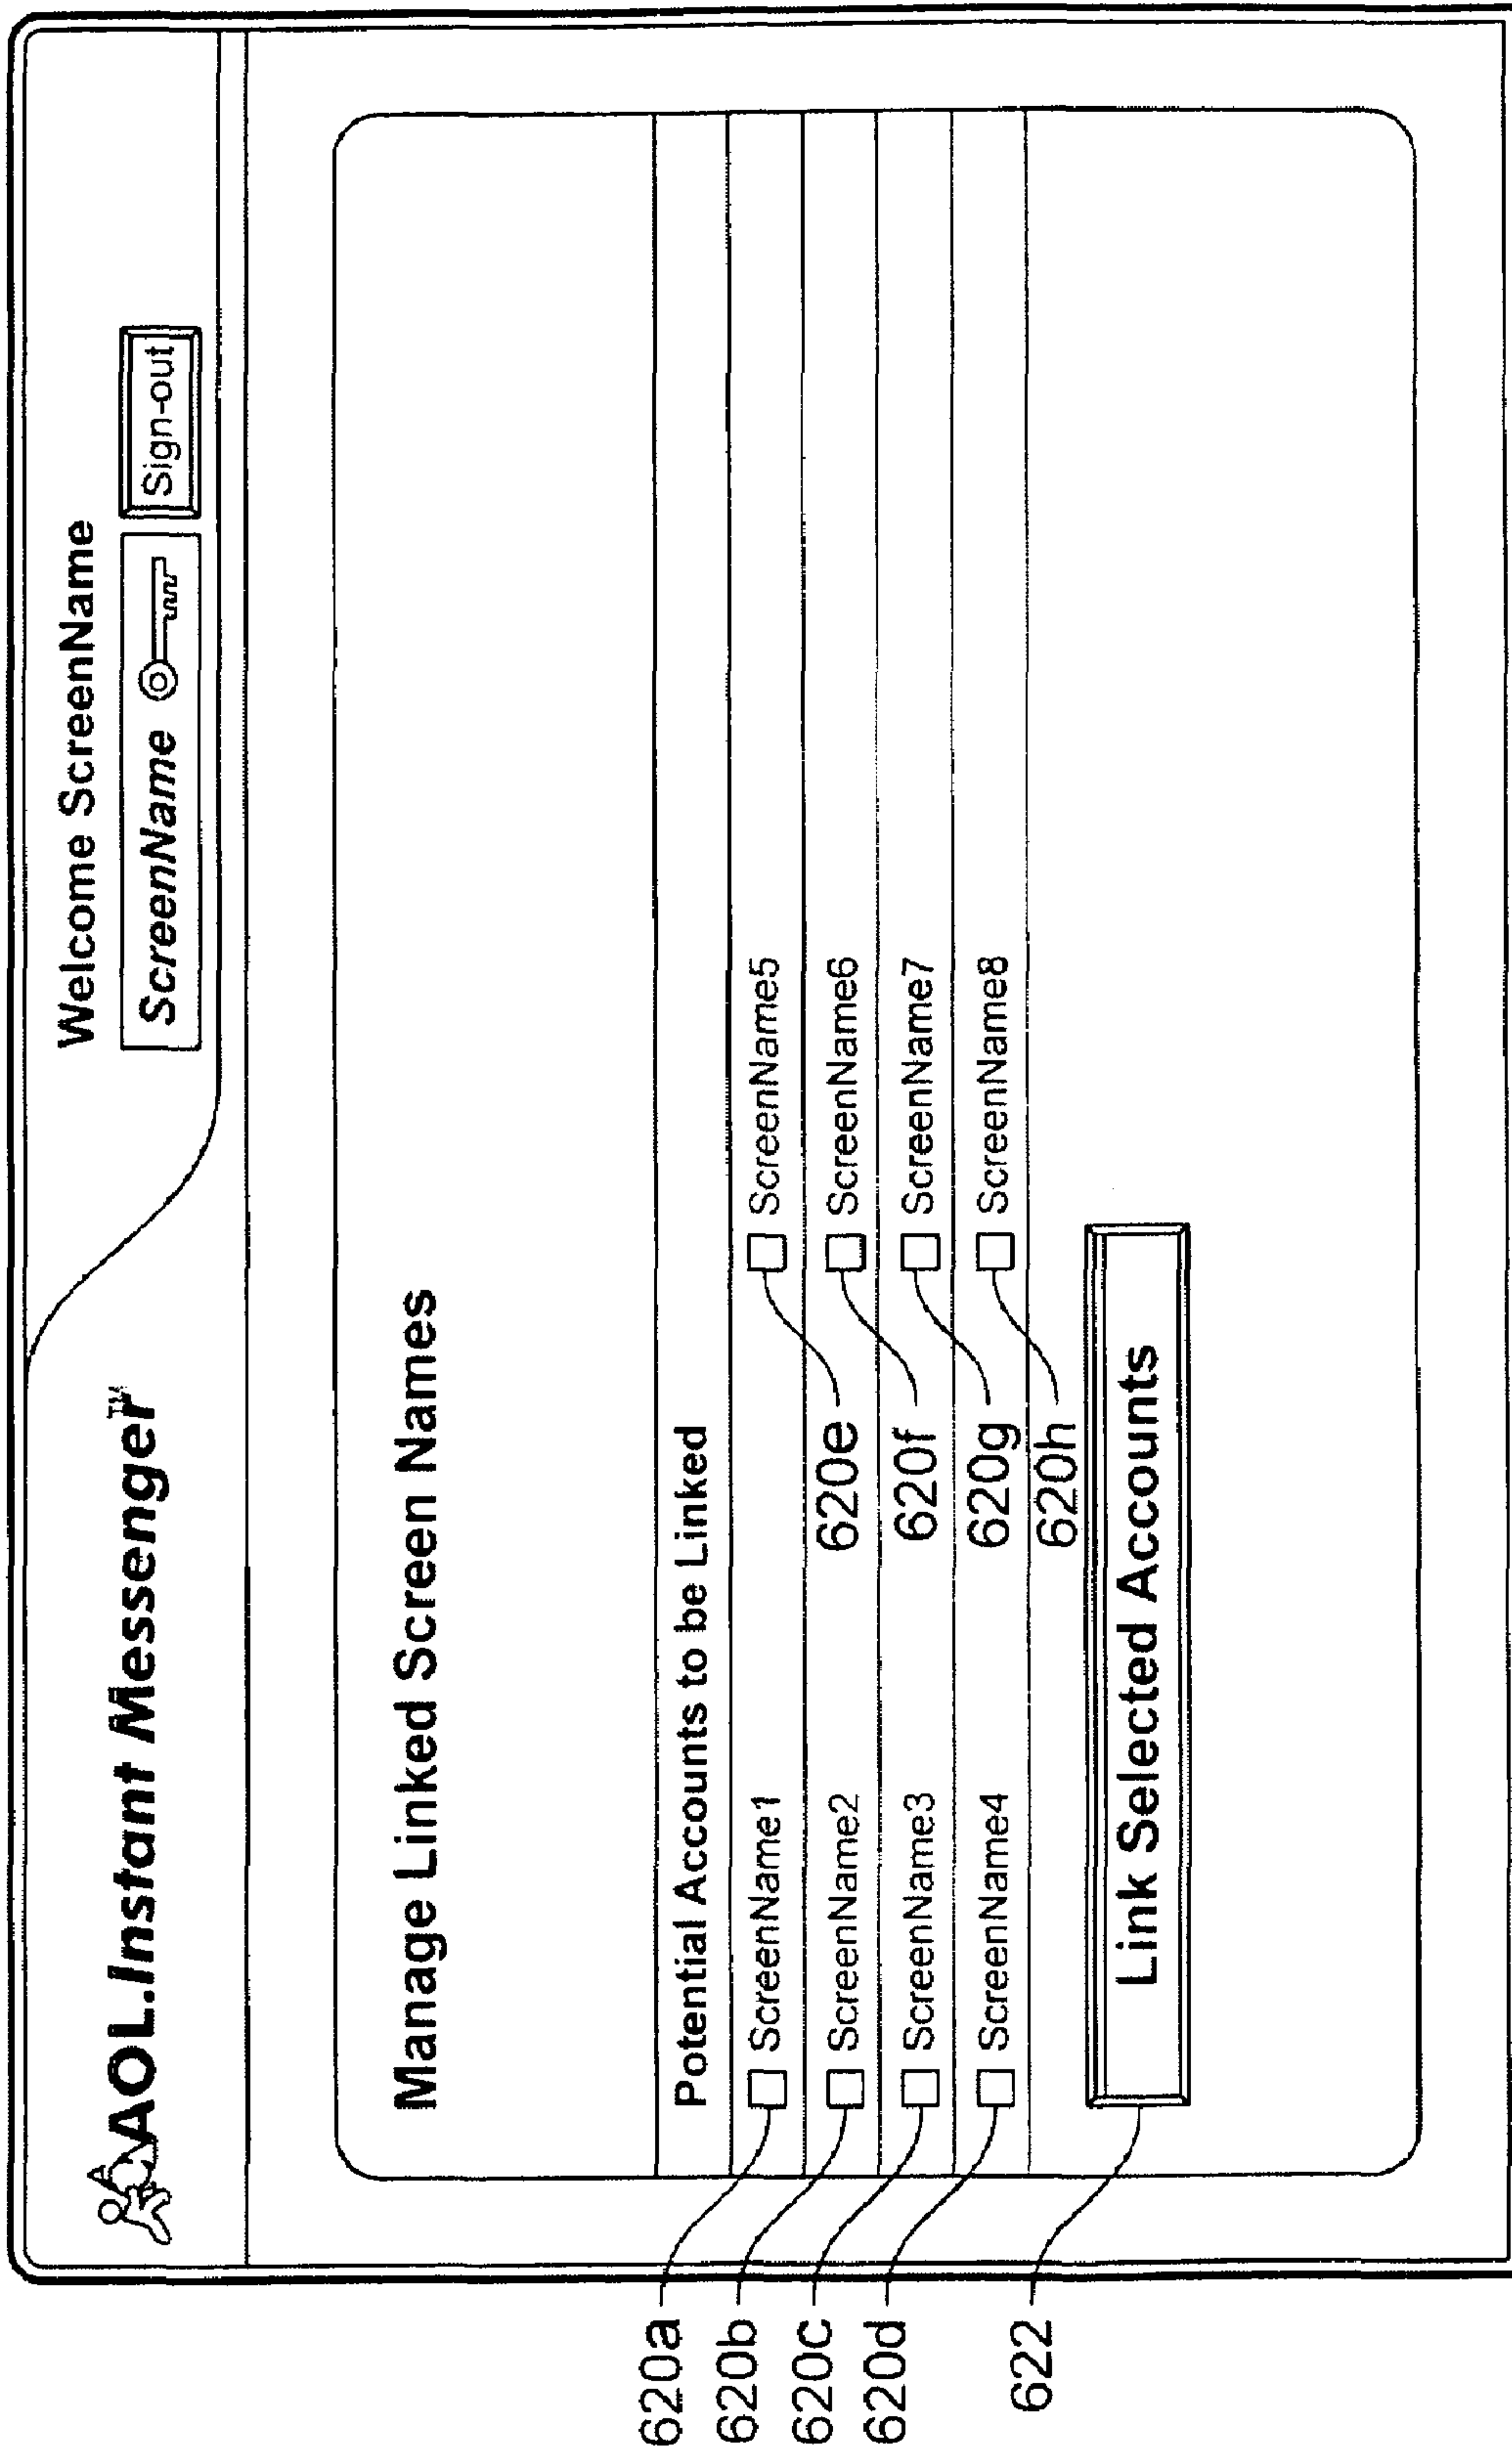 AOL.Instant Messenger™
Welcome ScreenName
ScreenName
Sign-out
Manage Linked Screen Names
Potential Accounts to be Linked
620a
ScreenName1
620e
ScreenName5
620b
ScreenName2
620f
ScreenName6
620c
ScreenName3
620g
ScreenName7
620d
ScreenName4
620h
ScreenName8
622
Link Selected Accounts